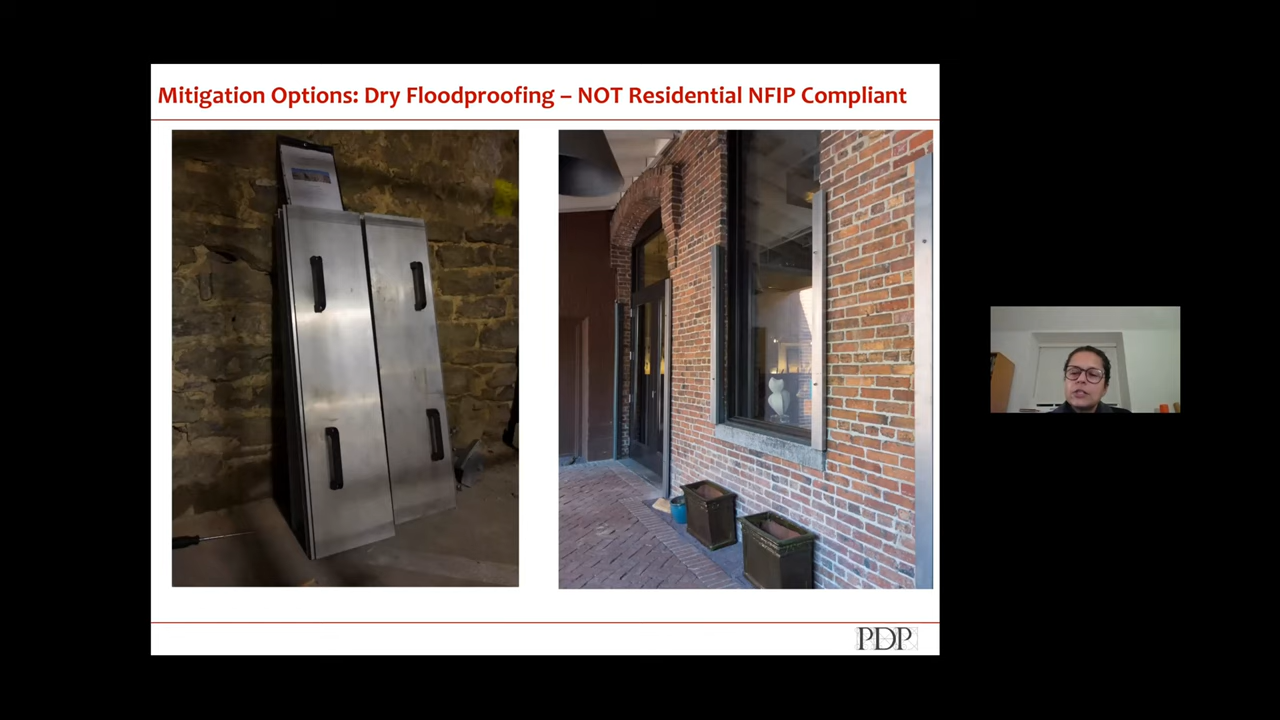 Mitigation Options: Dry Floodproofing – NOT Residential NFIP Compliant
PDP